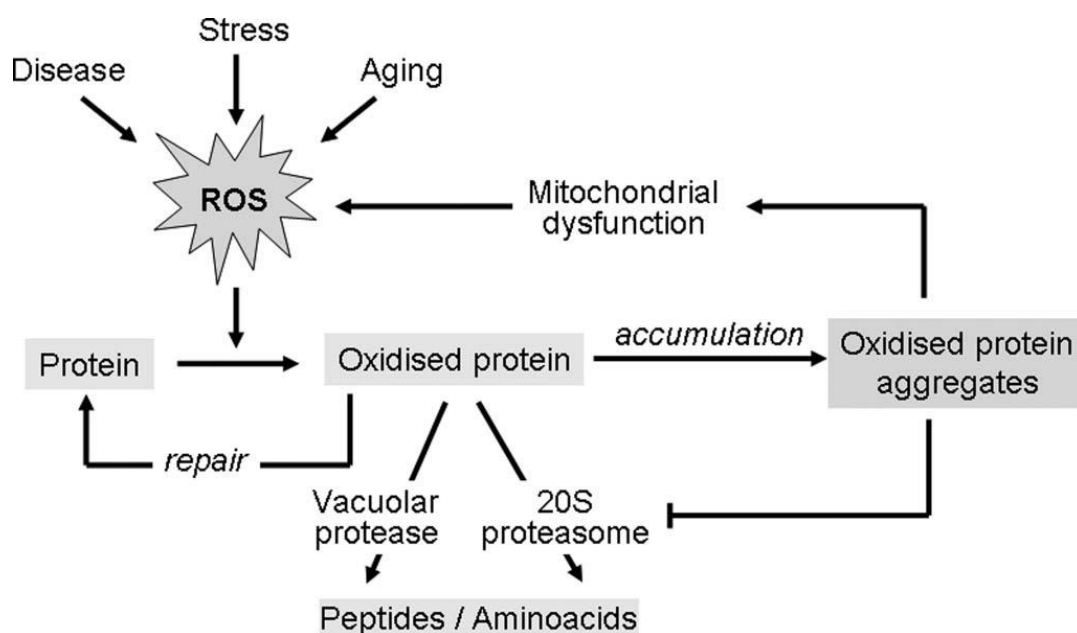 Stress
Disease
Aging
ROS
Mitochondrial
dysfunction
Protein
Oxidised protein
accumulation
Oxidised protein
aggregates
repair
Vacuolar
protease
20S
proteasome
Peptides / Aminoacids